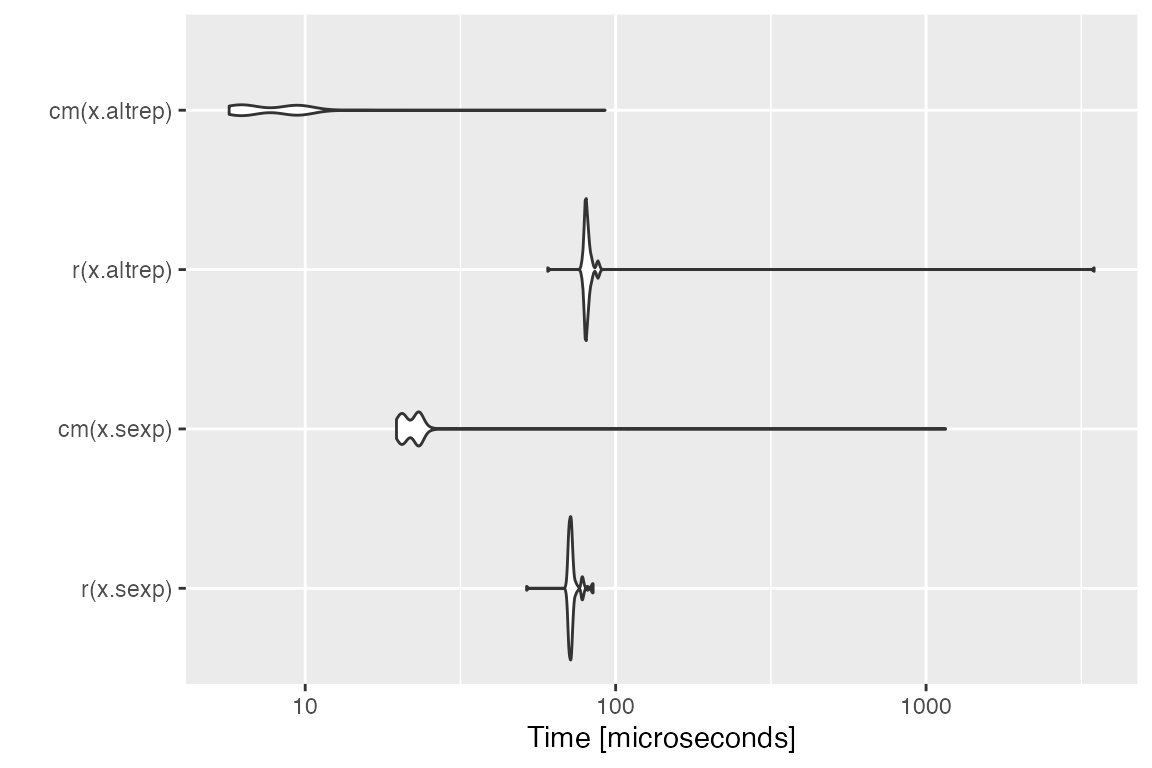 cm(x.altrep)
r(x.altrep)
cm(x.sexp)
r(x.sexp)
10 100 1000
Time [microseconds]